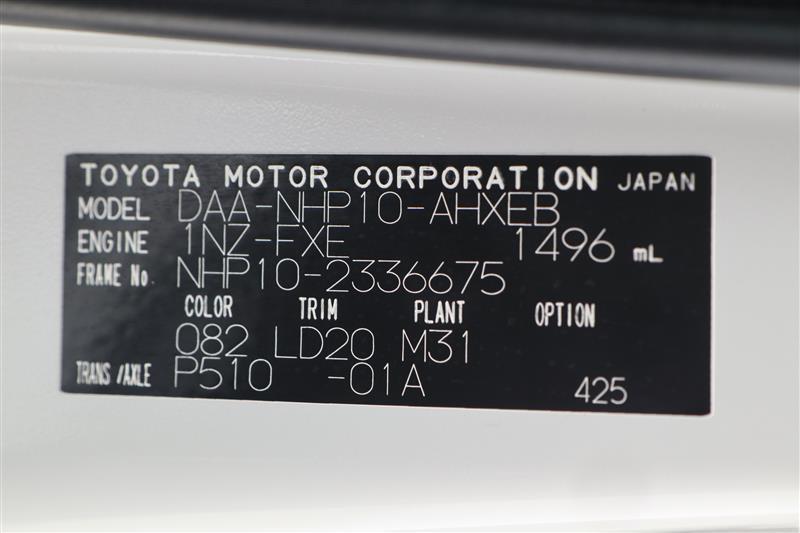 TOYOTA MOTOR CORPORATION JAPAN
MODEL DAA-NHP10-AHXEB
ENGINE 1NZ-FXE 1496 mL
FRAME No. NHP10-2336675
COLOR TRIM PLANT OPTION
082 LD20 M31
TRANS/AXLE P510 -01A 425